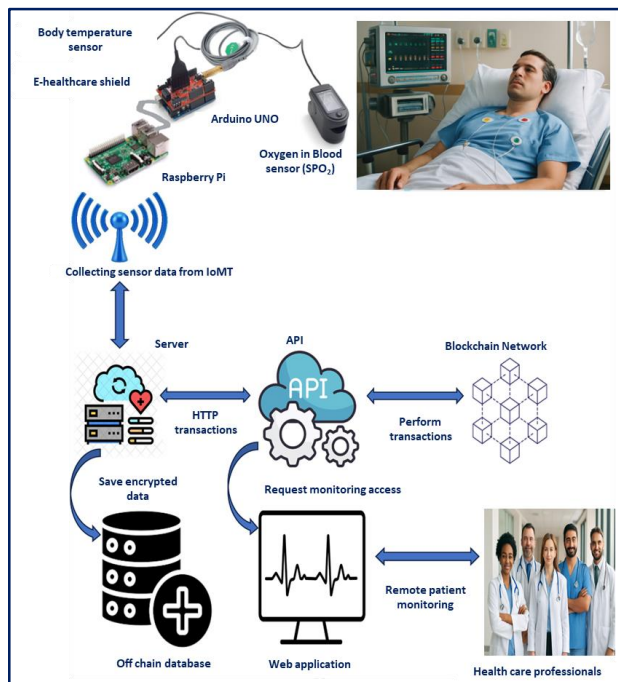 Body temperature
sensor
E-healthcare shield
Arduino UNO
Oxygen in Blood
sensor (SPO₂)
Raspberry Pi
Collecting sensor data from IoMT
Server
API
Blockchain Network
API
HTTP
transactions
Perform
transactions
Save encrypted
data
Request monitoring access
Remote patient
monitoring
Off chain database
Web application
Health care professionals